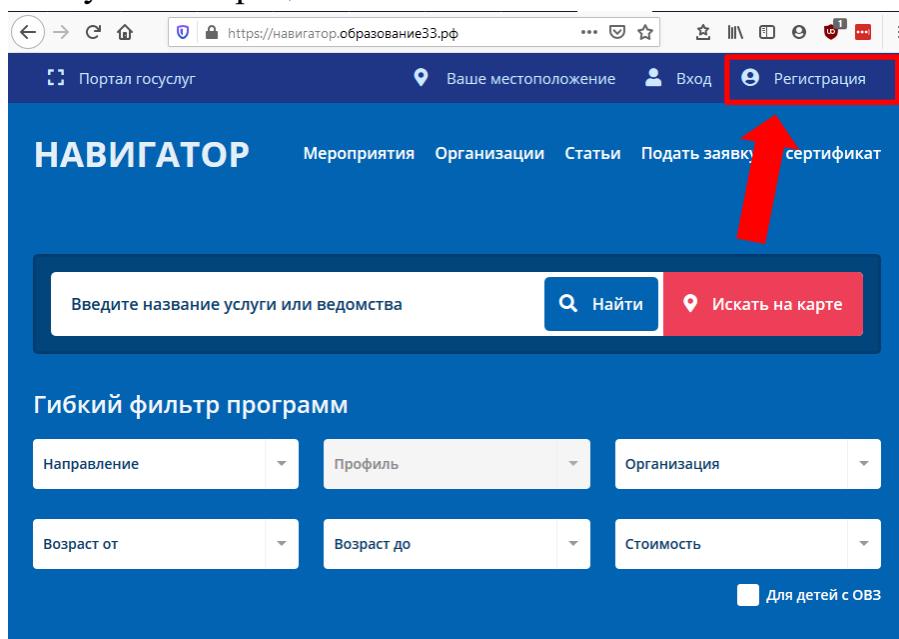 1
https://навигатор.образование33.рф
Портал госуслуг Ваше местоположение Вход Регистрация
НАВИГАТОР Мероприятия Организации Статьи Подать заявку сертификат
Введите название услуги или ведомства Найти Искать на карте
Гибкий фильтр программ
Направление Профиль Организация
Возраст от Возраст до Стоимость
Для детей с ОВЗ